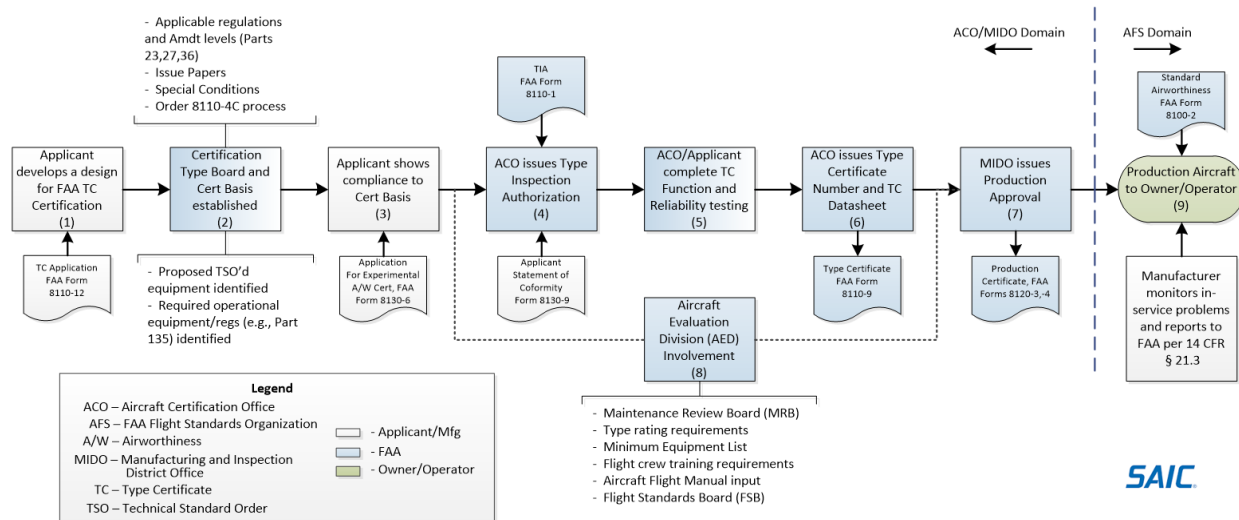 - Applicable regulations
and Amdt levels (Parts
23,27,36)
- Issue Papers
- Special Conditions
- Order 8110-4C process
ACO/MIDO Domain
AFS Domain
TIA
FAA Form
8110-1
Standard
Airworthiness
FAA Form
8100-2
Applicant
develops a design
for FAA TC
Certification
(1)
Certification
Type Board and
Cert Basis
established
(2)
Applicant shows
compliance to
Cert Basis
(3)
ACO issues Type
Inspection
Authorization
(4)
ACO/Applicant
complete TC
Function and
Reliability testing
(5)
ACO issues Type
Certificate
Number and TC
Datasheet
(6)
MIDO issues
Production
Approval
(7)
Production Aircraft
to Owner/Operator
(9)
TC Application
FAA Form
8110-12
- Proposed TSO'd
equipment identified
- Required operational
equipment/regs (e.g., Part
135) identified
Application
For Experimental
A/W Cert, FAA
Form 8130-6
Applicant
Statement of
Coformity
Form 8130-9
Type Certificate
FAA Form
8110-9
Production
Certificate, FAA
Forms 8120-3,-4
Manufacturer
monitors in-
service problems
and reports to
FAA per 14 CFR
§ 21.3
Aircraft
Evaluation
Division (AED)
Involvement
(8)
- Maintenance Review Board (MRB)
- Type rating requirements
- Minimum Equipment List
- Flight crew training requirements
- Aircraft Flight Manual input
- Flight Standards Board (FSB)
Legend
ACO – Aircraft Certification Office
AFS – FAA Flight Standards Organization
A/W – Airworthiness
MIDO – Manufacturing and Inspection
District Office
TC – Type Certificate
TSO – Technical Standard Order
- Applicant/Mfg
- FAA
- Owner/Operator
SAIC